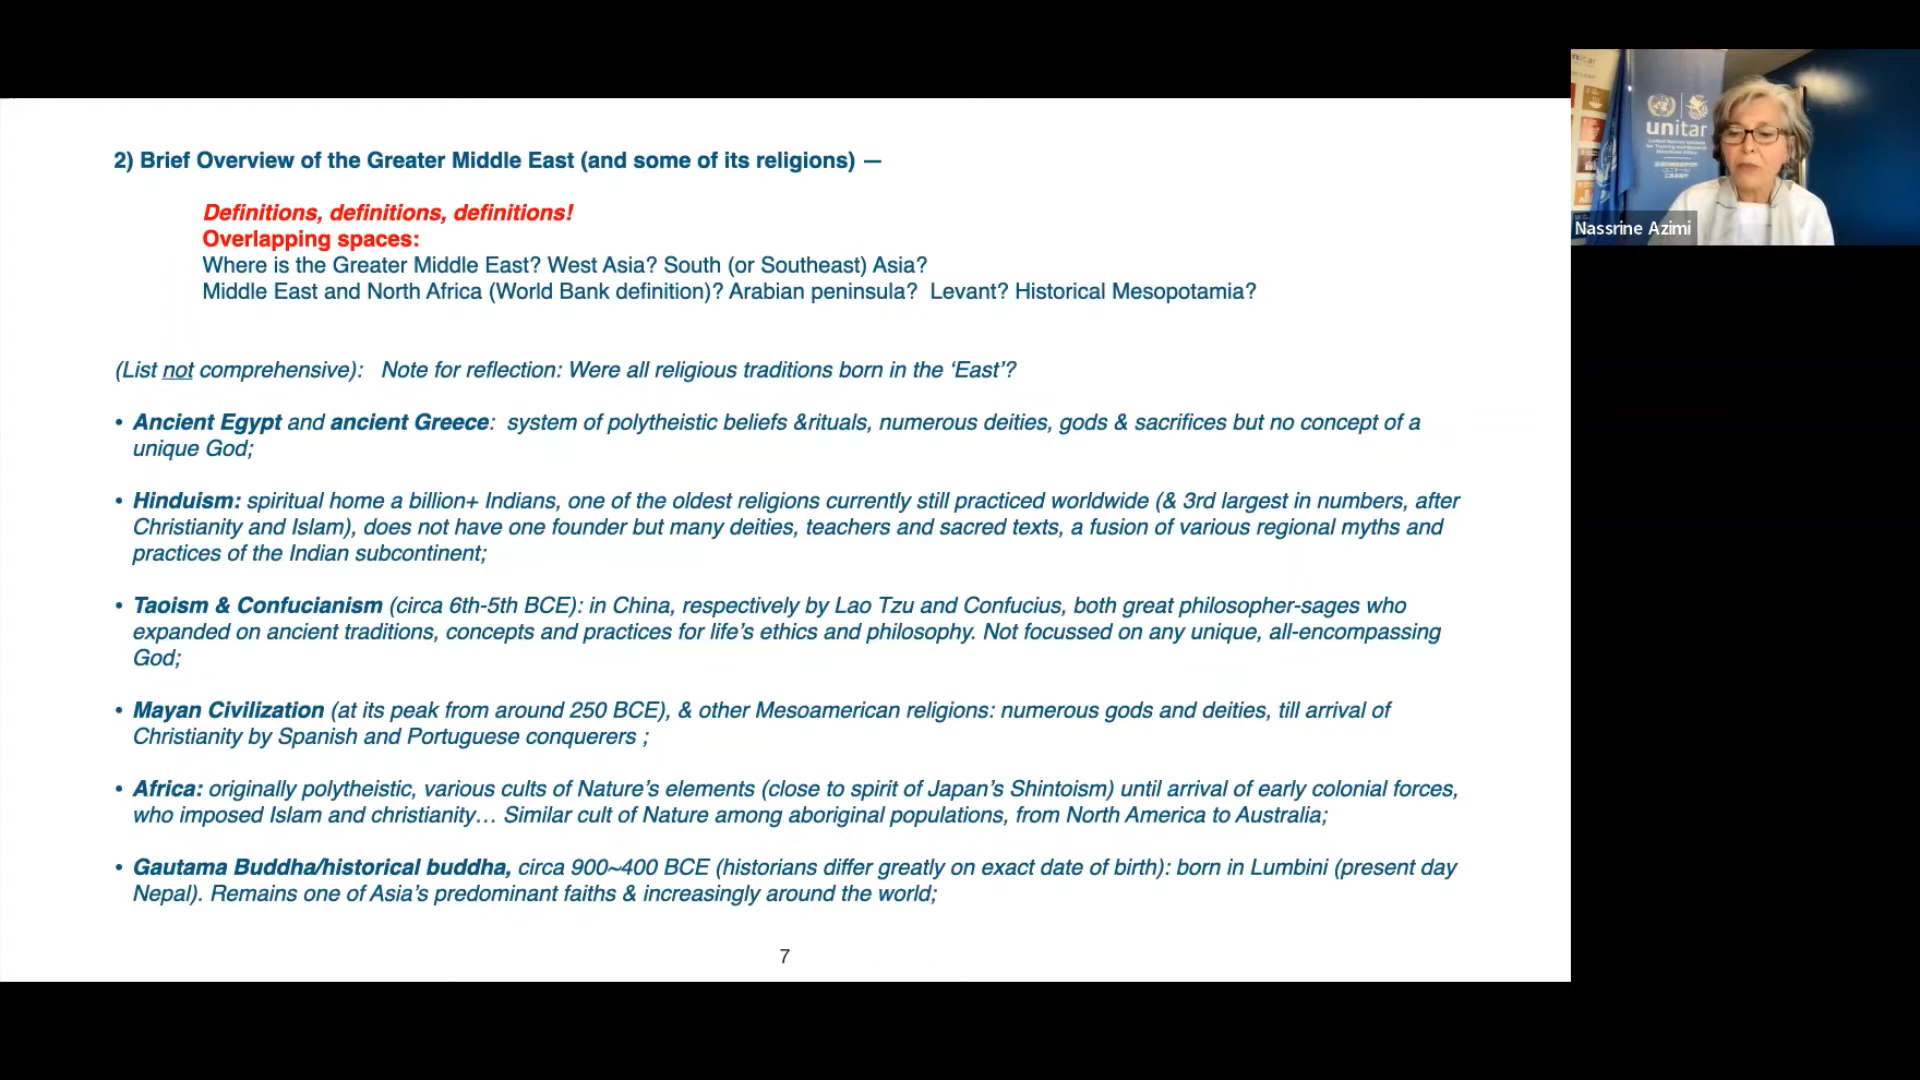 2) Brief Overview of the Greater Middle East (and some of its religions) —
Definitions, definitions, definitions!
Overlapping spaces:
Where is the Greater Middle East? West Asia? South (or Southeast) Asia?
Middle East and North Africa (World Bank definition)? Arabian peninsula? Levant? Historical Mesopotamia?
(List not comprehensive): Note for reflection: Were all religious traditions born in the ‘East’?
• Ancient Egypt and ancient Greece: system of polytheistic beliefs &rituals, numerous deities, gods & sacrifices but no concept of a
unique God;
• Hinduism: spiritual home a billion+ Indians, one of the oldest religions currently still practiced worldwide (& 3rd largest in numbers, after
Christianity and Islam), does not have one founder but many deities, teachers and sacred texts, a fusion of various regional myths and
practices of the Indian subcontinent;
• Taoism & Confucianism (circa 6th-5th BCE): in China, respectively by Lao Tzu and Confucius, both great philosopher-sages who
expanded on ancient traditions, concepts and practices for life’s ethics and philosophy. Not focussed on any unique, all-encompassing
God;
• Mayan Civilization (at its peak from around 250 BCE), & other Mesoamerican religions: numerous gods and deities, till arrival of
Christianity by Spanish and Portuguese conquerers ;
• Africa: originally polytheistic, various cults of Nature’s elements (close to spirit of Japan’s Shintoism) until arrival of early colonial forces,
who imposed Islam and christianity… Similar cult of Nature among aboriginal populations, from North America to Australia;
• Gautama Buddha/historical buddha, circa 900~400 BCE (historians differ greatly on exact date of birth): born in Lumbini (present day
Nepal). Remains one of Asia’s predominant faiths & increasingly around the world;
7
unitar
Nassrine Azimi